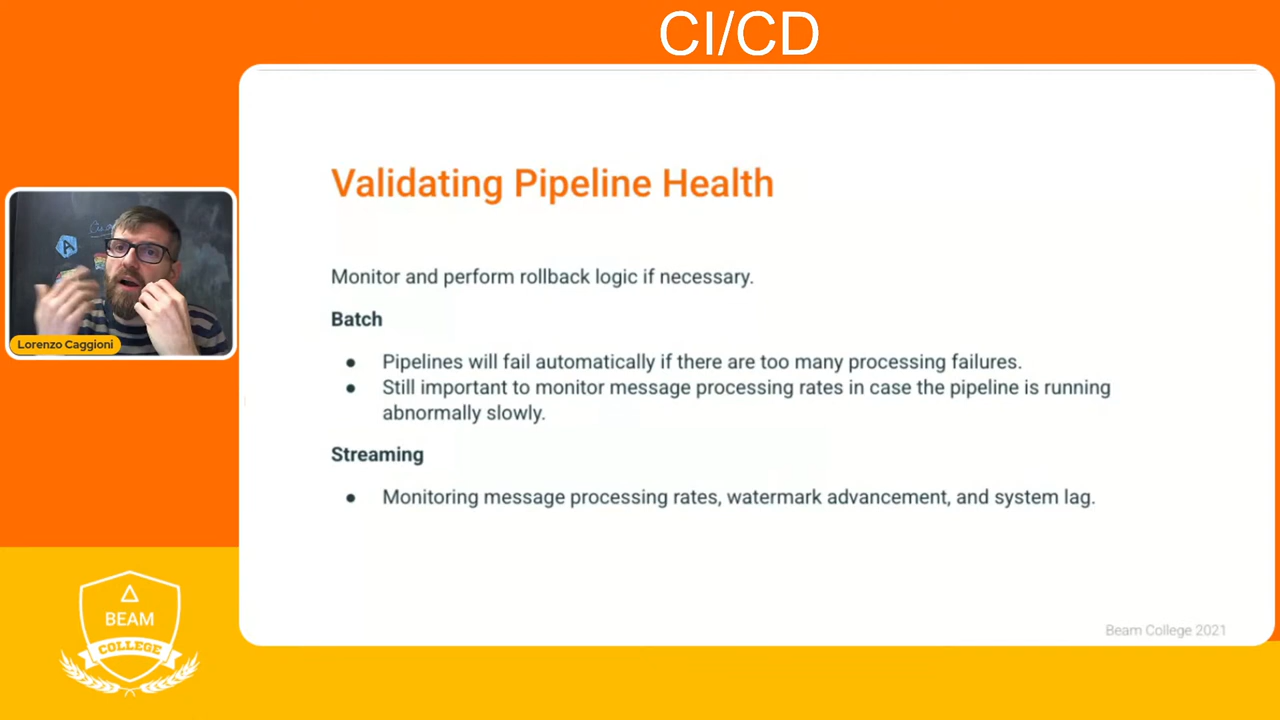 CI/CD
Validating Pipeline Health
Monitor and perform rollback logic if necessary.
Batch
● Pipelines will fail automatically if there are too many processing failures.
● Still important to monitor message processing rates in case the pipeline is running
abnormally slowly.
Streaming
● Monitoring message processing rates, watermark advancement, and system lag.
A
Lorenzo Caggioni
BEAM
COLLEGE
Beam College 2021